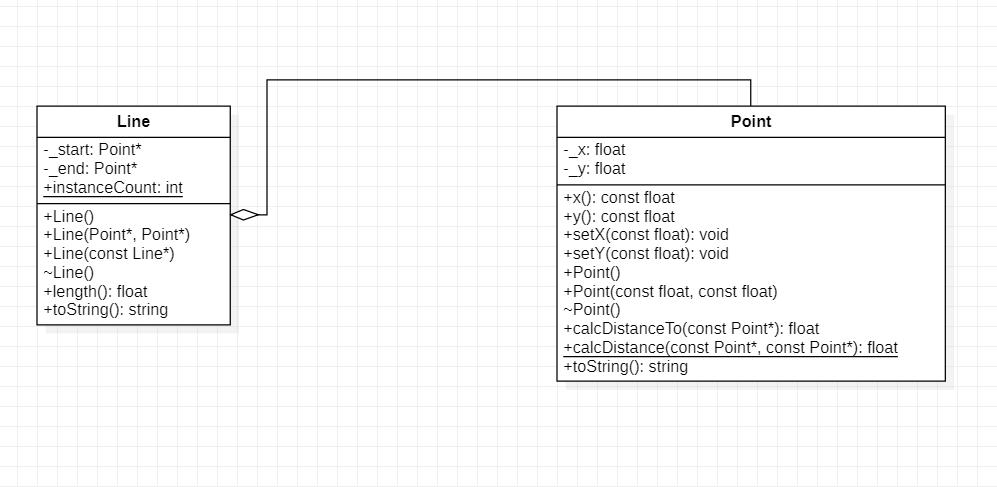 Line
-_start: Point*
-_end: Point*
+instanceCount: int
+Line()
+Line(Point*, Point*)
+Line(const Line*)
~Line()
+length(): float
+toString(): string
Point
-_x: float
-_y: float
+x(): const float
+y(): const float
+setX(const float): void
+setY(const float): void
+Point()
+Point(const float, const float)
~Point()
+calcDistanceTo(const Point*): float
+calcDistance(const Point*, const Point*): float
+toString(): string